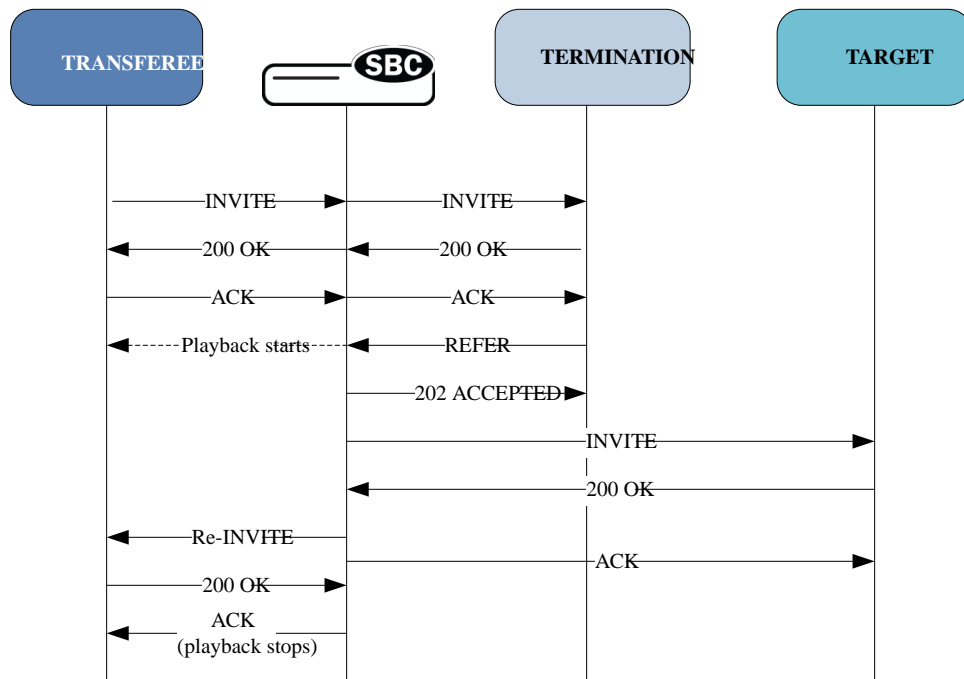 TRANSFEREE
SBC
TERMINATION
TARGET
INVITE
INVITE
200 OK
200 OK
ACK
ACK
Playback starts
REFER
202 ACCEPTED
INVITE
200 OK
Re-INVITE
ACK
200 OK
ACK
(playback stops)